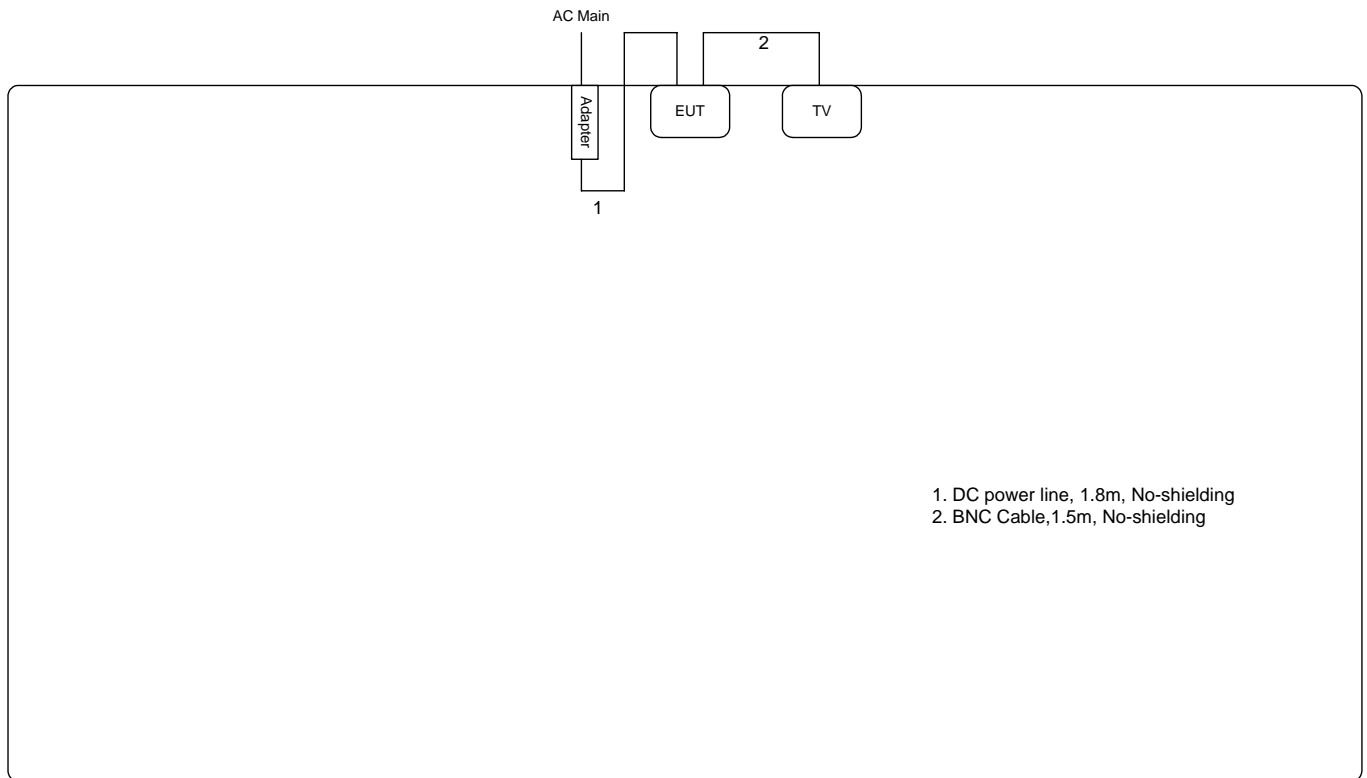 AC Main
2
Adapter
EUT
TV
1
1. DC power line, 1.8m, No-shielding
2. BNC Cable,1.5m, No-shielding